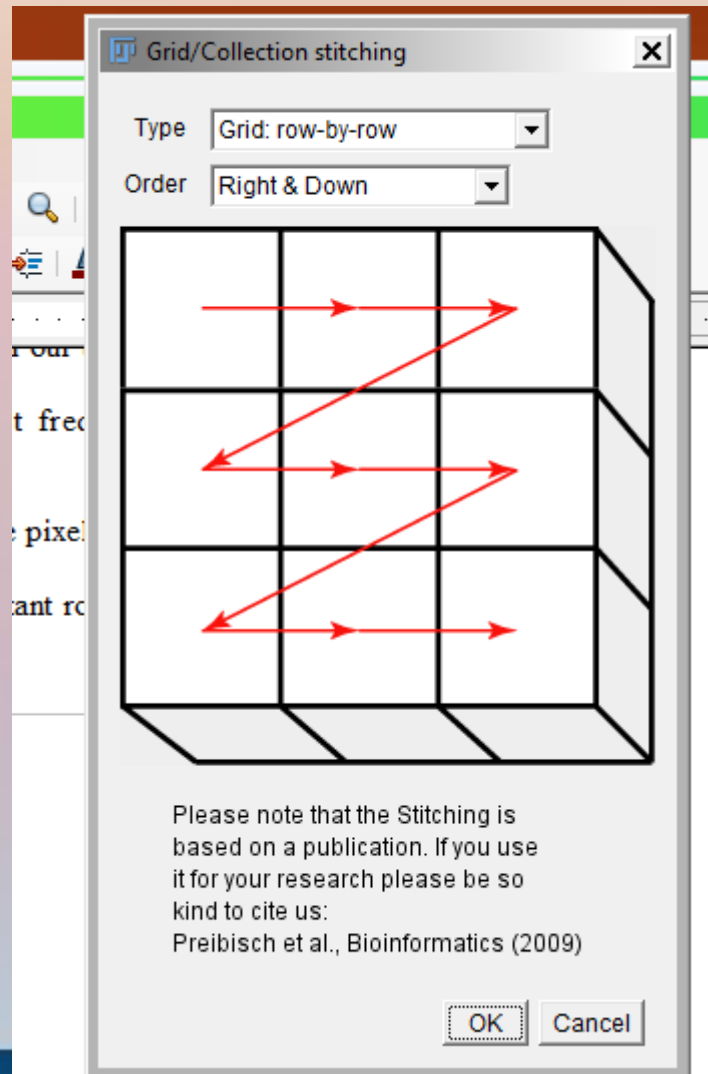 Grid/Collection stitching
Type Grid: row-by-row
Order Right & Down
t
e pixel
Please note that the Stitching is
based on a publication. If you use
it for your research please be so
kind to cite us:
Preibisch et al., Bioinformatics (2009)
OK Cancel